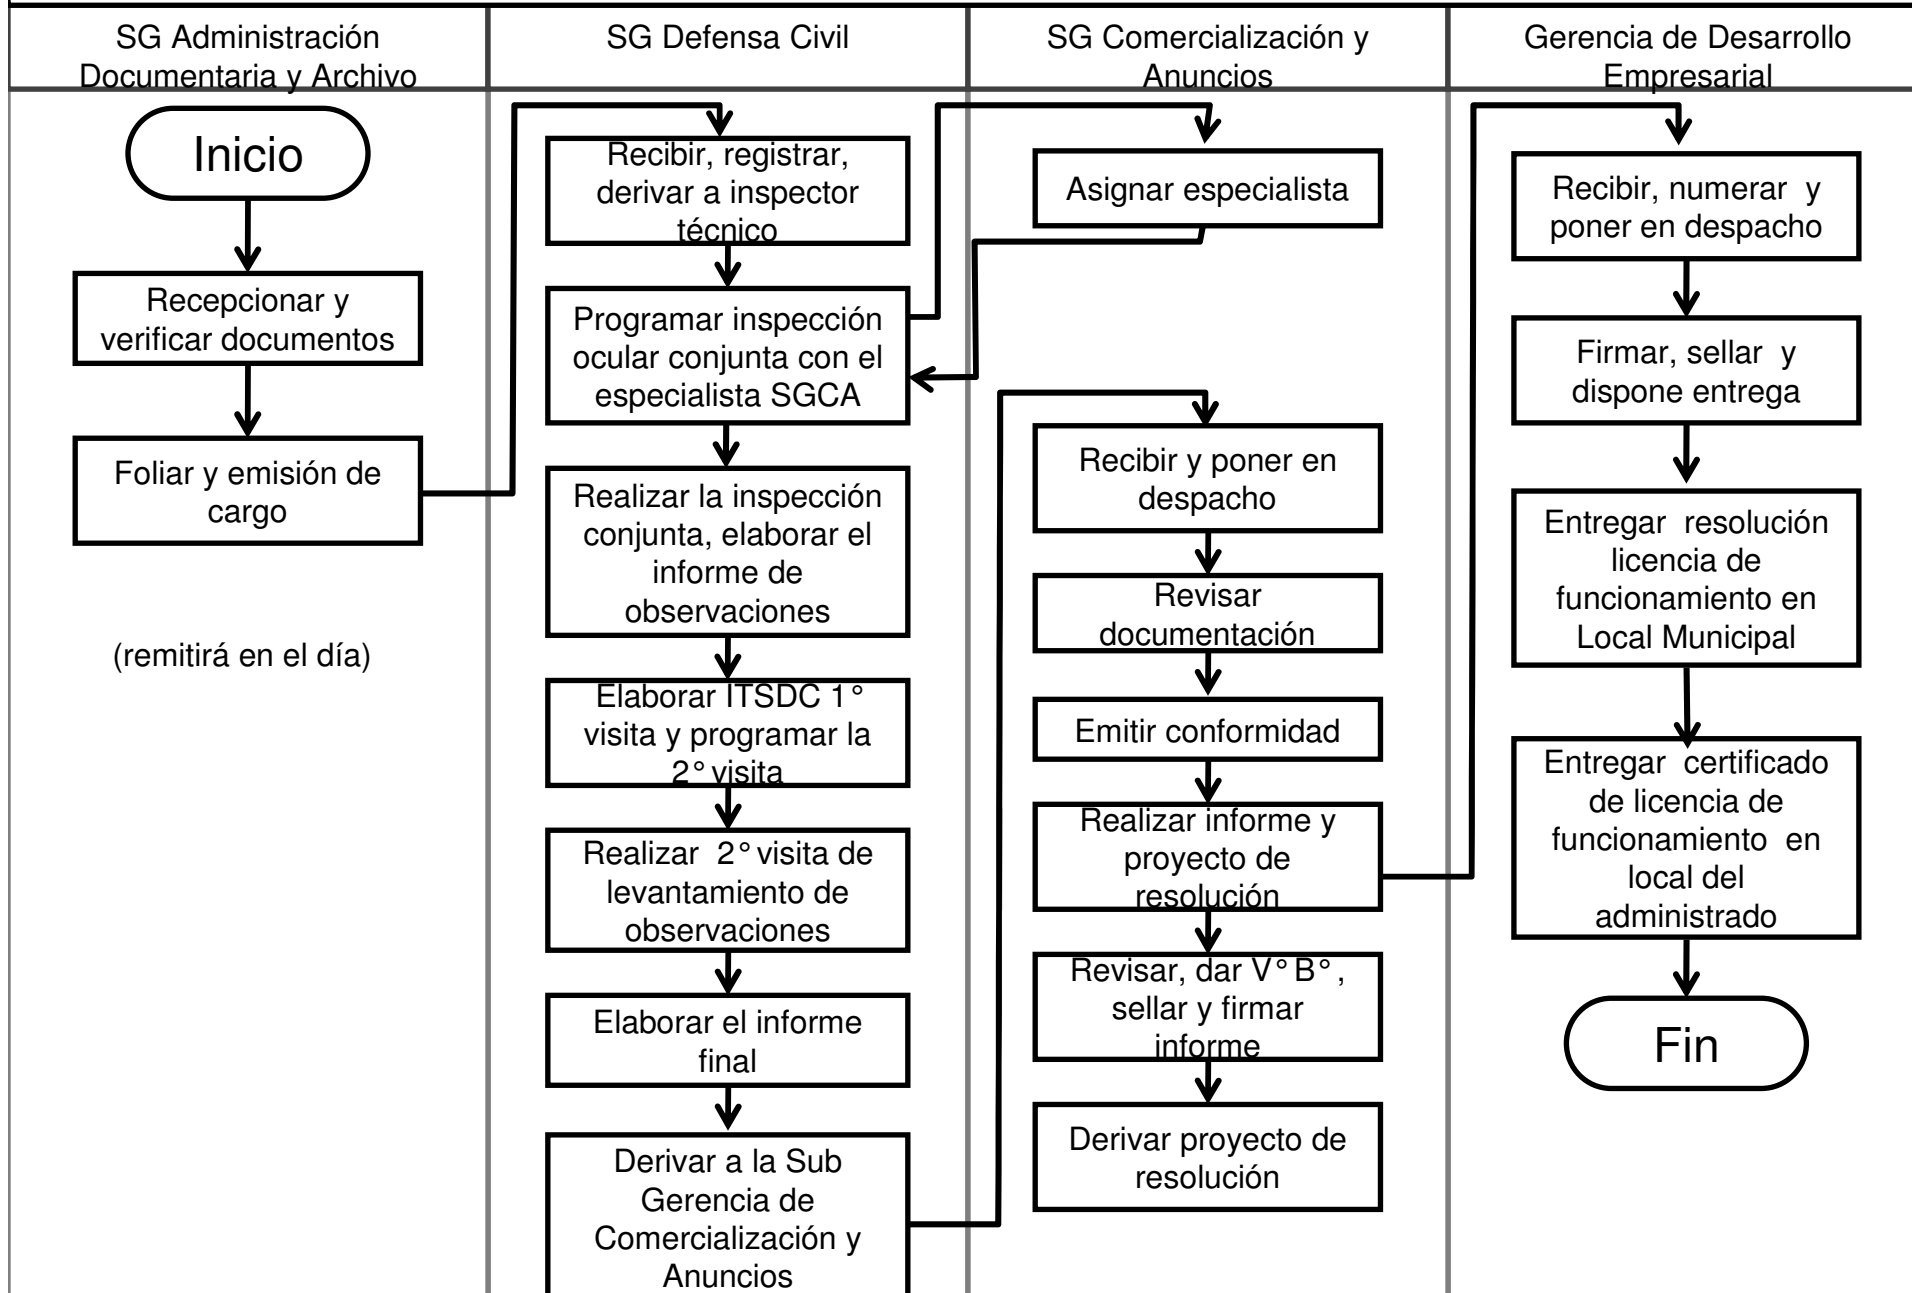 SG Administración
Documentaria y Archivo
SG Defensa Civil
SG Comercialización y
Anuncios
Gerencia de Desarrollo
Empresarial
Inicio
Recepcionar y
verificar documentos
Foliar y emisión de
cargo
(remitirá en el día)
Recibir, registrar,
derivar a inspector
técnico
Programar inspección
ocular conjunta con el
especialista SGCA
Realizar la inspección
conjunta, elaborar el
informe de
observaciones
Elaborar ITSDC 1°
visita y programar la
2° visita
Realizar 2° visita de
levantamiento de
observaciones
Elaborar el informe
final
Derivar a la Sub
Gerencia de
Comercialización y
Anuncios
Asignar especialista
Recibir y poner en
despacho
Revisar
documentación
Emitir conformidad
Realizar informe y
proyecto de
resolución
Revisar, dar V° B°,
sellar y firmar
informe
Derivar proyecto de
resolución
Recibir, numerar y
poner en despacho
Firmar, sellar y
dispone entrega
Entregar resolución
licencia de
funcionamiento en
Local Municipal
Entregar certificado
de licencia de
funcionamiento en
local del
administrado
Fin